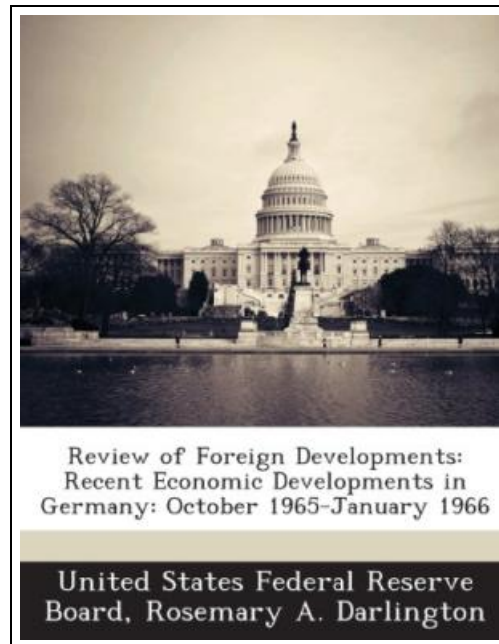 Review of Foreign Developments:
Recent Economic Developments in
Germany: October 1965-January 1966
United States Federal Reserve
Board, Rosemary A. Darlington